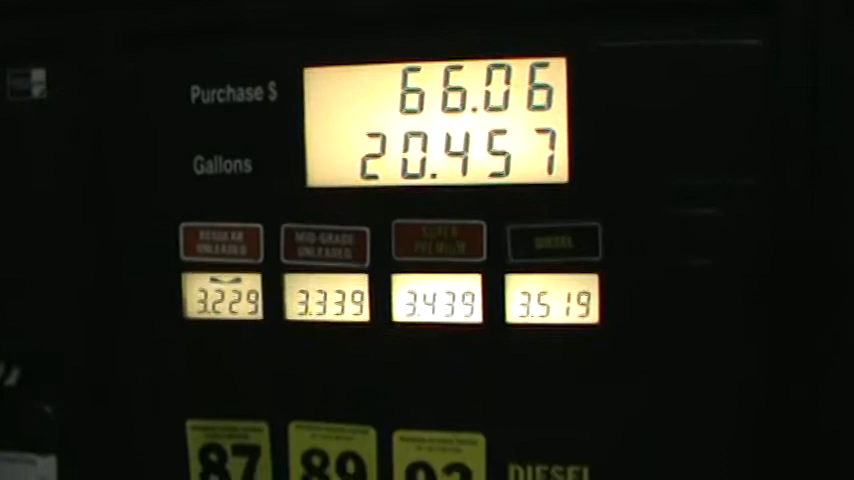 Purchase $ 66.06
Gallons 20.457
REGULAR UNLEADED
MID-GRADE UNLEADED
SUPER PREMIUM
DIESEL
3.229 3.339 3.439 3.519
87 89 DIESEL